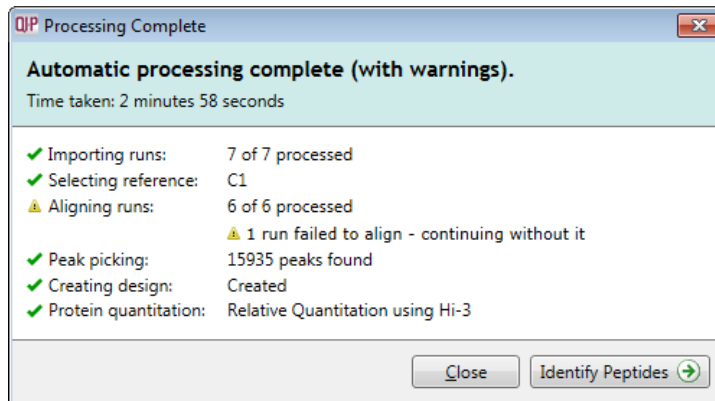 QIP Processing Complete
Automatic processing complete (with warnings).
Time taken: 2 minutes 58 seconds
Importing runs: 7 of 7 processed
Selecting reference: C1
Aligning runs: 6 of 6 processed
1 run failed to align - continuing without it
Peak picking: 15935 peaks found
Creating design: Created
Protein quantitation: Relative Quantitation using Hi-3
Close Identify Peptides